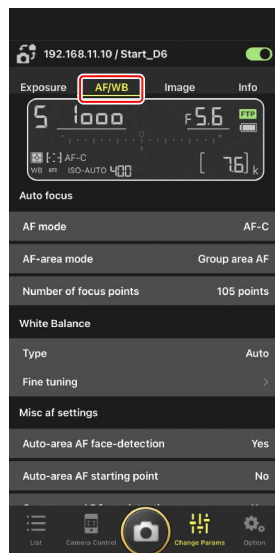 192.168.11.10 / Start_D6
Exposure AF/WB Image Info
S 1000 F5.6 FTP
AF-C
WB ISO-AUTO 400 [ 7.6] k
Auto focus
AF mode AF-C
AF-area mode Group area AF
Number of focus points 105 points
White Balance
Type Auto
Fine tuning >
Misc af settings
Auto-area AF face-detection Yes
Auto-area AF starting point No
List Camera Control Change Params Option